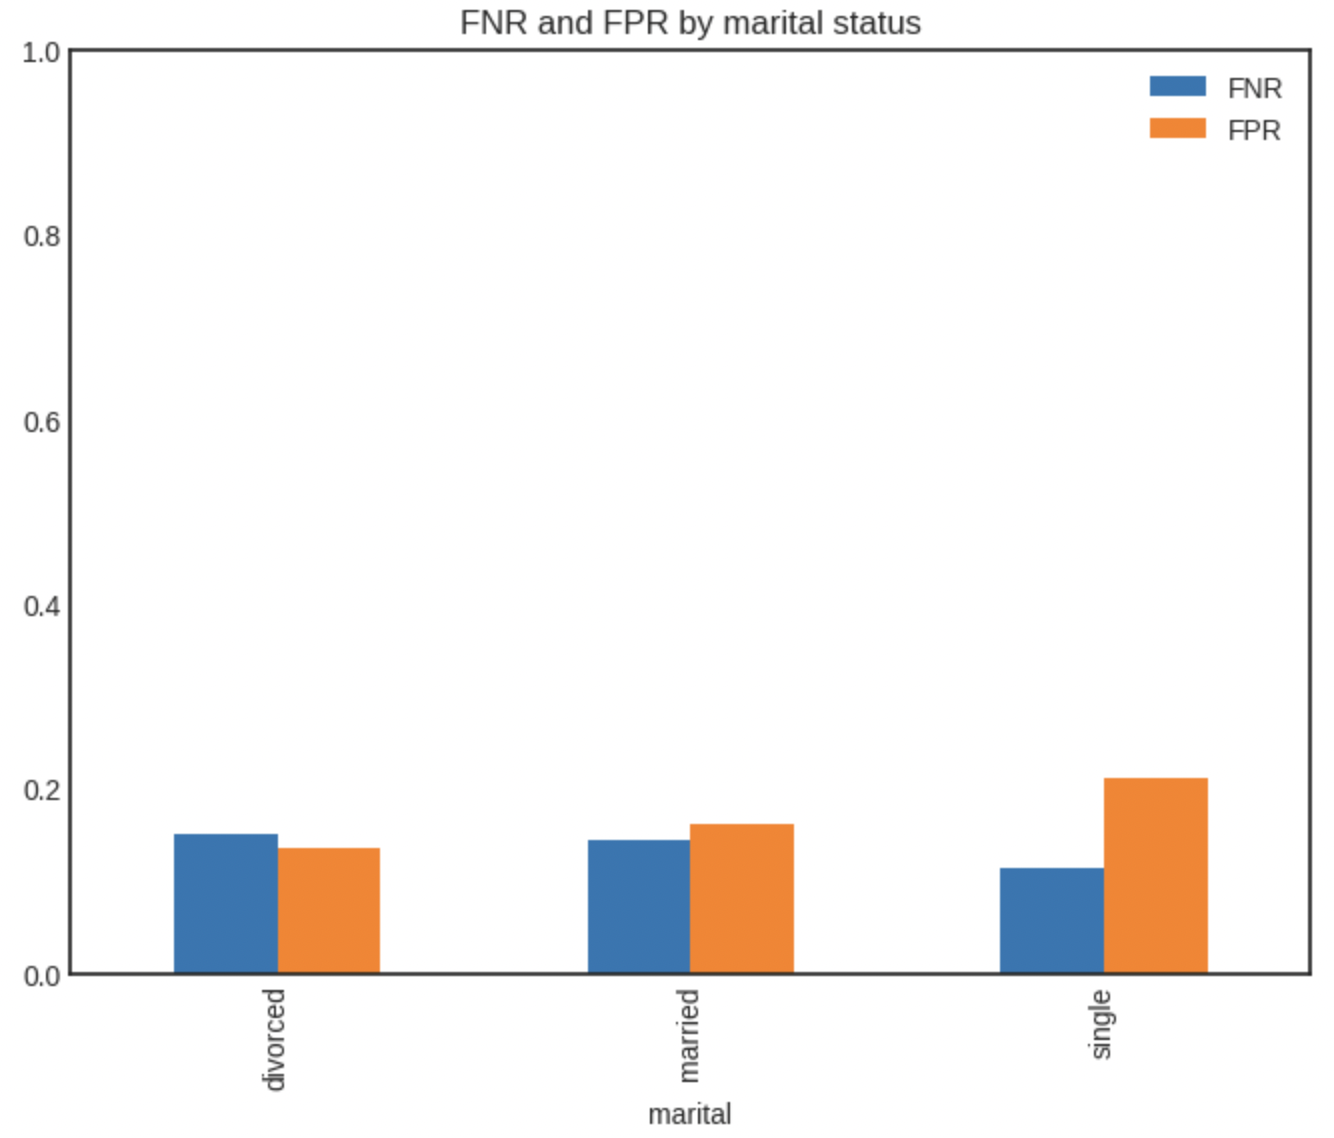 FNR and FPR by marital status
1.0
FNR
FPR
0.8
0.6
0.4
0.2
0.0
divorced
married
single
marital